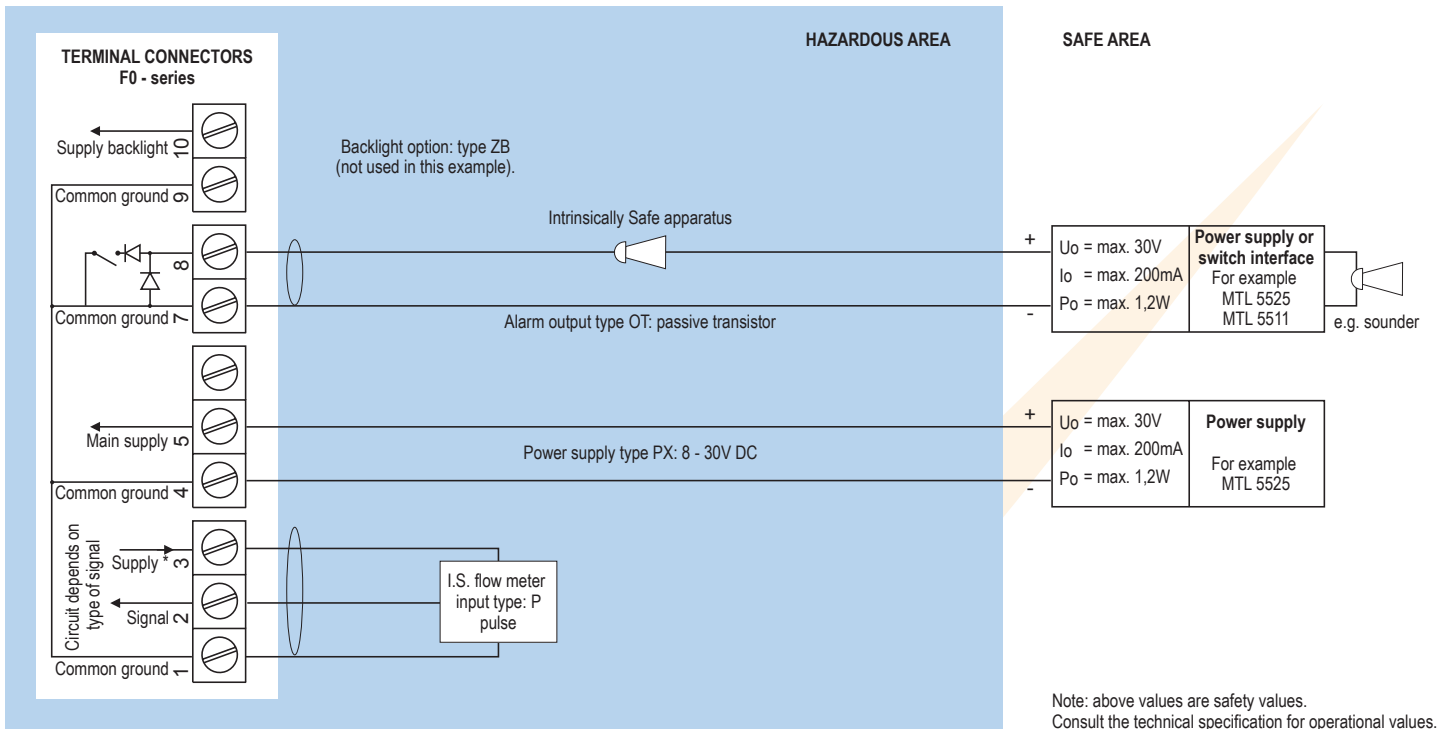 HAZARDOUS AREA
SAFE AREA
TERMINAL CONNECTORS
F0 - series
Supply backlight
10
Common ground
9
Backlight option: type ZB
(not used in this example).
8
Common ground
7
Intrinsically Safe apparatus
Alarm output type OT: passive transistor
+
-
Uo = max. 30V
Io = max. 200mA
Po = max. 1,2W
Power supply or
switch interface
For example
MTL 5525
MTL 5511
e.g. sounder
Main supply
5
Common ground
4
Power supply type PX: 8 - 30V DC
+
-
Uo = max. 30V
Io = max. 200mA
Po = max. 1,2W
Power supply
For example
MTL 5525
Circuit depends on
type of signal
Supply *
3
Signal
2
Common ground
1
I.S. flow meter
input type: P
pulse
Note: above values are safety values.
Consult the technical specification for operational values.